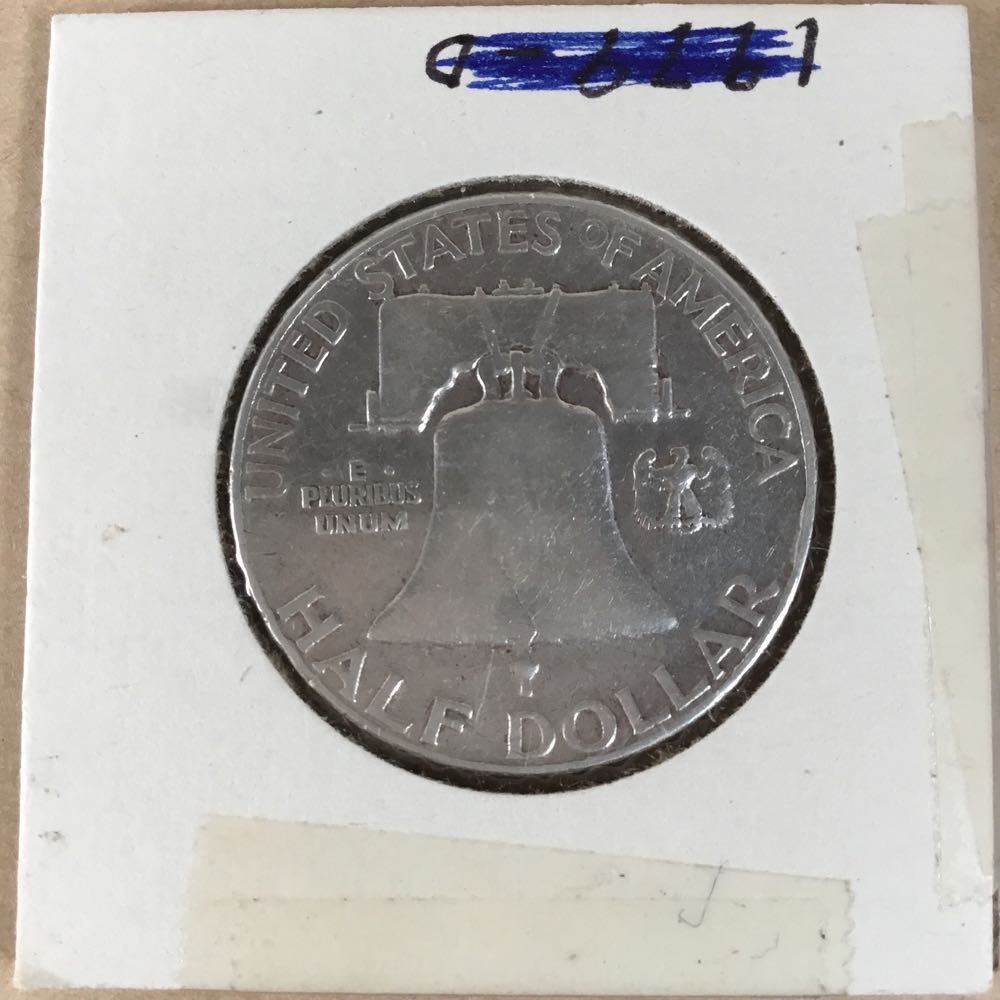 UNITED STATES OF AMERICA
· E ·
PLURIBUS
UNUM
HALF DOLLAR